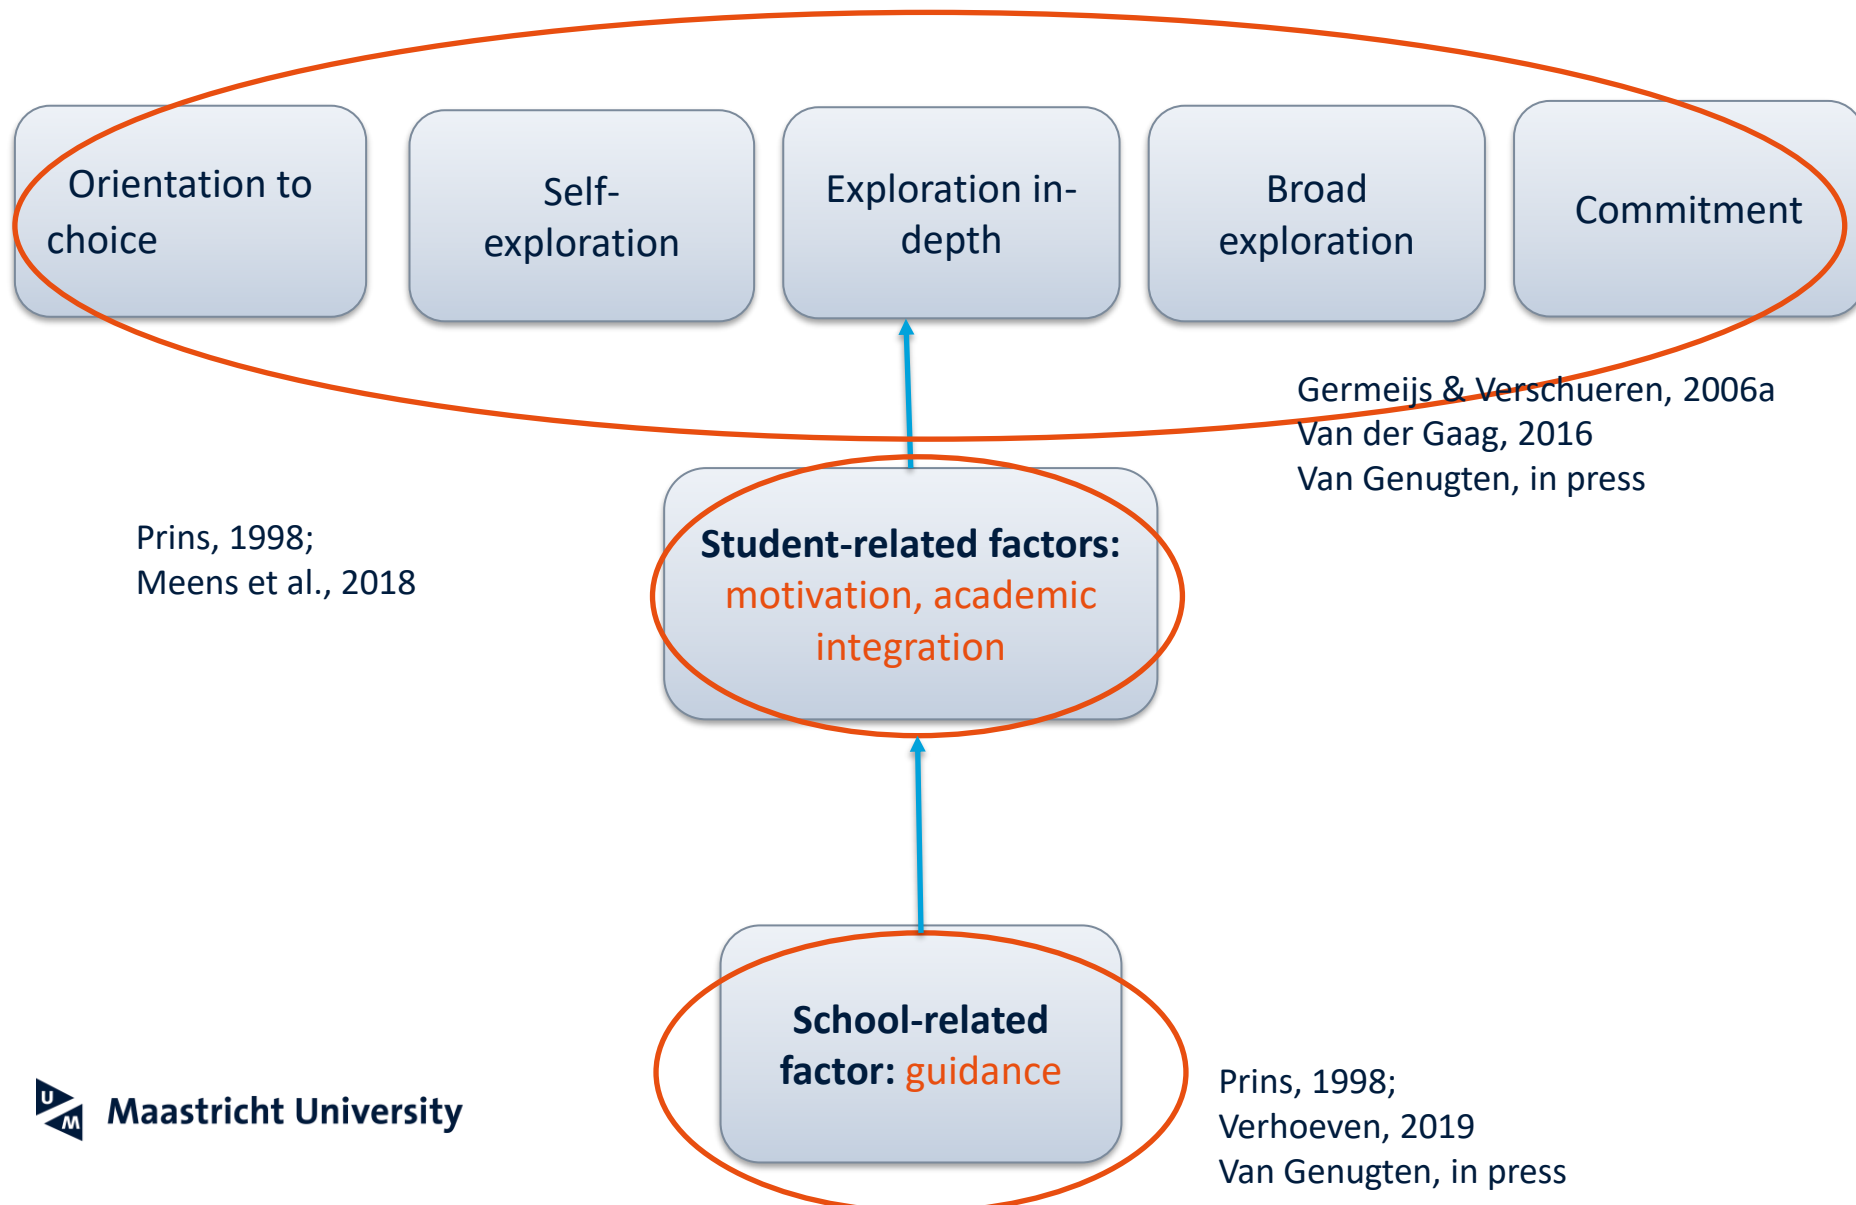 Orientation to
choice
Self-
exploration
Exploration in-
depth
Broad
exploration
Commitment
Germeijs & Verschueren, 2006a
Van der Gaag, 2016
Van Genugten, in press
Prins, 1998;
Meens et al., 2018
Student-related factors:
motivation, academic
integration
School-related
factor: guidance
Prins, 1998;
Verhoeven, 2019
Van Genugten, in press
U
M
Maastricht University